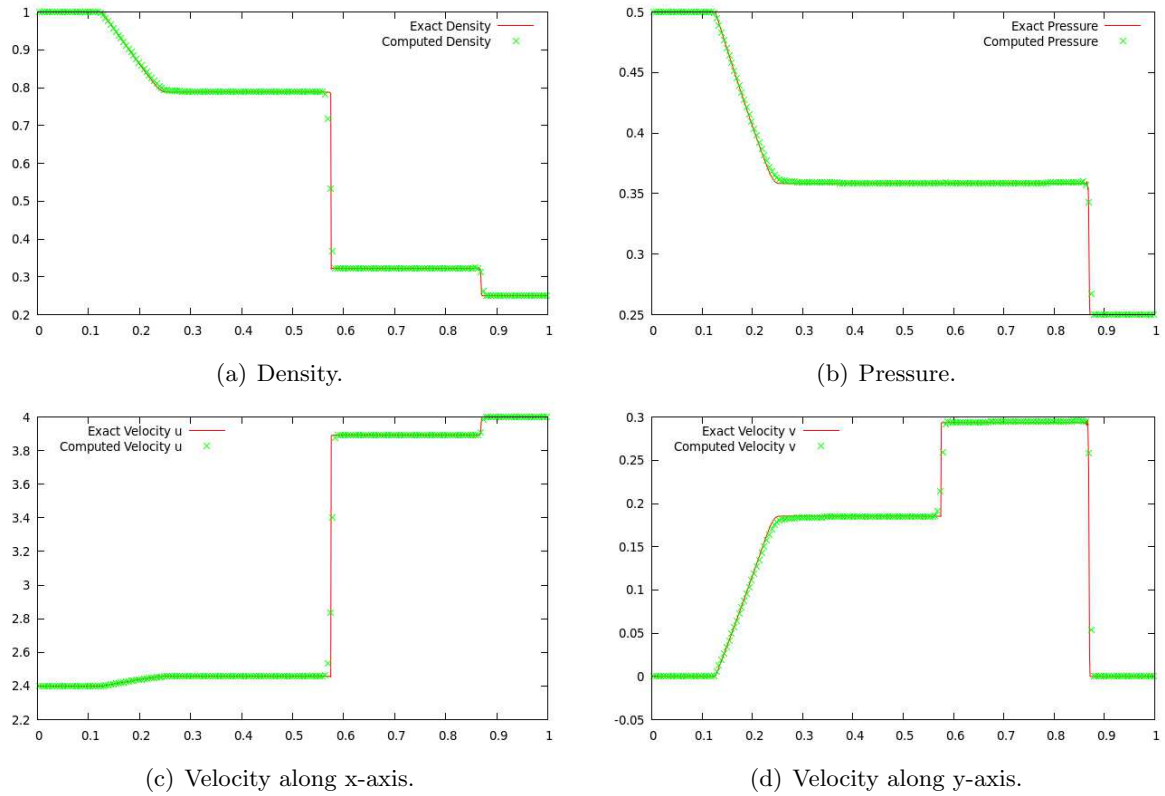 1
0.9
0.8
0.7
0.6
0.5
0.4
0.3
0.2
0 0.1 0.2 0.3 0.4 0.5 0.6 0.7 0.8 0.9 1
Exact Density
Computed Density
(a) Density.
0.5
0.45
0.4
0.35
0.3
0.25
0 0.1 0.2 0.3 0.4 0.5 0.6 0.7 0.8 0.9 1
Exact Pressure
Computed Pressure
(b) Pressure.
4
3.8
3.6
3.4
3.2
3
2.8
2.6
2.4
2.2
0 0.1 0.2 0.3 0.4 0.5 0.6 0.7 0.8 0.9 1
Exact Velocity u
Computed Velocity u
(c) Velocity along x-axis.
0.3
0.25
0.2
0.15
0.1
0.05
0
-0.05
0 0.1 0.2 0.3 0.4 0.5 0.6 0.7 0.8 0.9 1
Exact Velocity v
Computed Velocity v
(d) Velocity along y-axis.